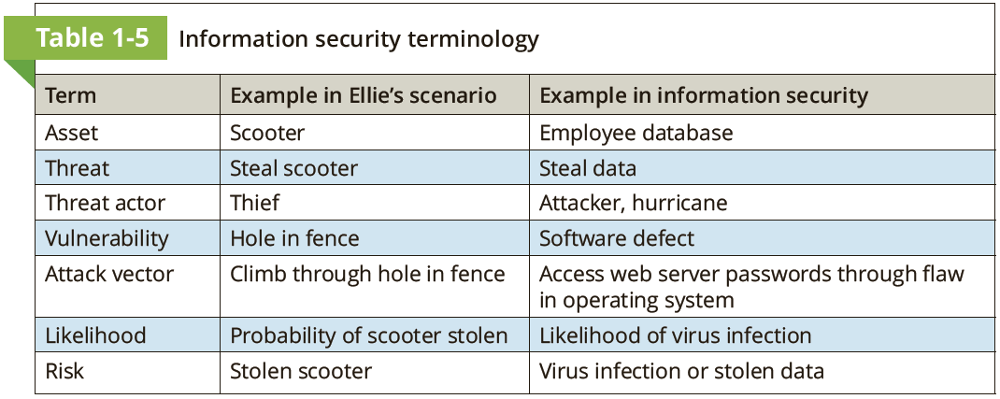 Table 1-5 Information security terminology
Term Example in Ellie’s scenario Example in information security
Asset Scooter Employee database
Threat Steal scooter Steal data
Threat actor Thief Attacker, hurricane
Vulnerability Hole in fence Software defect
Attack vector Climb through hole in fence Access web server passwords through flaw
in operating system
Likelihood Probability of scooter stolen Likelihood of virus infection
Risk Stolen scooter Virus infection or stolen data